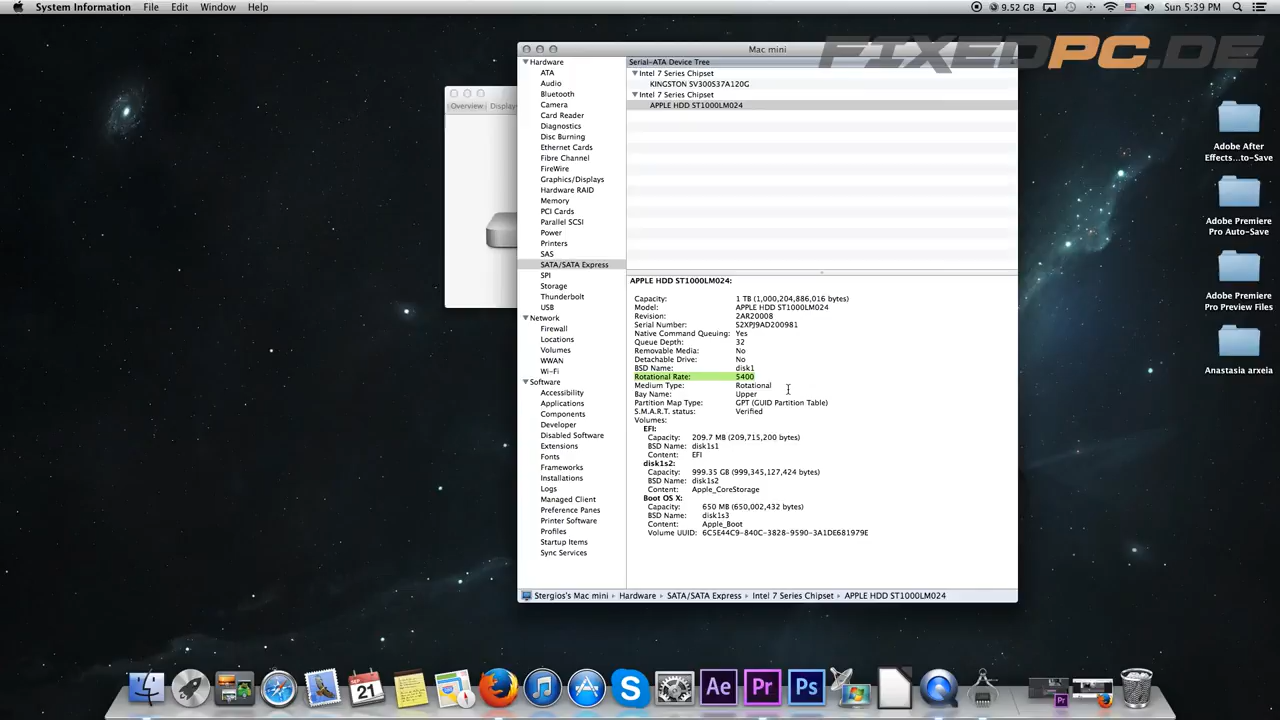 System Information File Edit Window Help
9.52 GB Sun 5:39 PM
FIXEDPC.DE
Mac mini
Overview Display
Hardware
ATA
Audio
Bluetooth
Camera
Card Reader
Diagnostics
Disc Burning
Ethernet Cards
Fibre Channel
FireWire
Graphics/Displays
Hardware RAID
Memory
PCI Cards
Parallel SCSI
Power
Printers
SAS
SATA/SATA Express
SPI
Storage
Thunderbolt
USB
Network
Firewall
Locations
Volumes
WWAN
Wi-Fi
Software
Accessibility
Applications
Components
Developer
Disabled Software
Extensions
Fonts
Frameworks
Installations
Logs
Managed Client
Preference Panes
Printer Software
Profiles
Startup Items
Sync Services
Serial-ATA Device Tree
Intel 7 Series Chipset
KINGSTON SV300S37A120G
Intel 7 Series Chipset
APPLE HDD ST1000LM024
APPLE HDD ST1000LM024:
Capacity: 1 TB (1,000,204,886,016 bytes)
Model: APPLE HDD ST1000LM024
Revision: 2AR20008
Serial Number: S2XPJ9AD200981
Native Command Queuing: Yes
Queue Depth: 32
Removable Media: No
Detachable Drive: No
BSD Name: disk1
Rotational Rate: 5400
Medium Type: Rotational
Bay Name: Upper
Partition Map Type: GPT (GUID Partition Table)
S.M.A.R.T. status: Verified
Volumes:
EFI:
Capacity: 209.7 MB (209,715,200 bytes)
BSD Name: disk1s1
Content: EFI
disk1s2:
Capacity: 999.35 GB (999,345,127,424 bytes)
BSD Name: disk1s2
Content: Apple_CoreStorage
Boot OS X:
Capacity: 650 MB (650,002,432 bytes)
BSD Name: disk1s3
Content: Apple_Boot
Volume UUID: 6C5E44C9-840C-3828-9590-3A1DE681979E
Stergios's Mac mini Hardware SATA/SATA Express Intel 7 Series Chipset APPLE HDD ST1000LM024
Adobe After
Effects...to-Save
Adobe Premiere
Pro Auto-Save
Adobe Premiere
Pro Preview Files
Anastasia arxeia
SEP
21
S
Ae
Pr
Ps